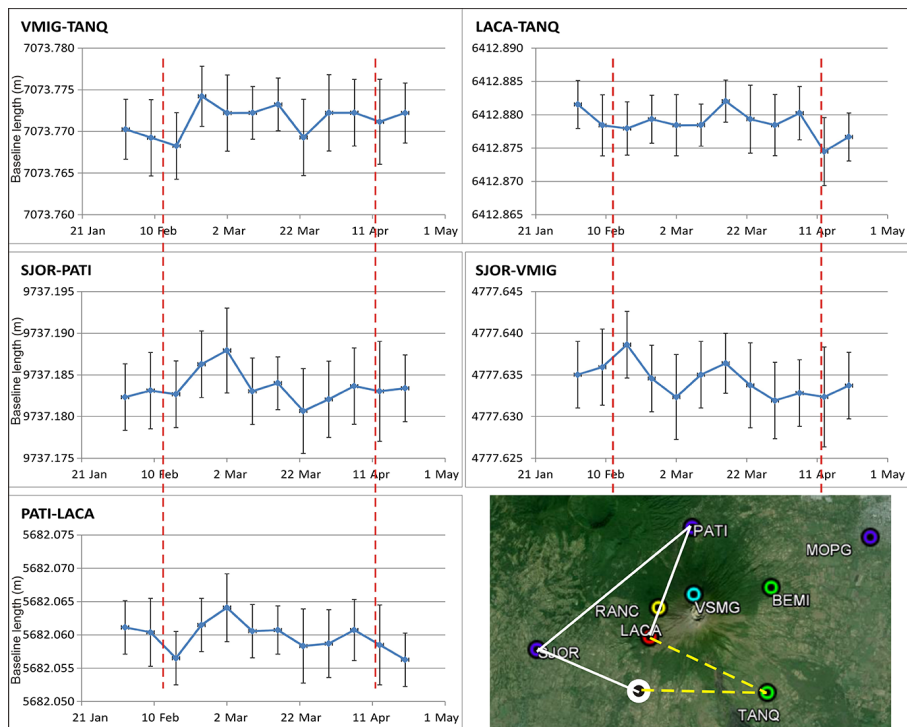 VMIG-TANQ
Baseline length (m)
7073.780
7073.775
7073.770
7073.765
7073.760
21 Jan 10 Feb 2 Mar 22 Mar 11 Apr 1 May
LACA-TANQ
6412.890
6412.885
6412.880
6412.875
6412.870
6412.865
21 Jan 10 Feb 2 Mar 22 Mar 11 Apr 1 May
SJOR-PATI
Baseline length (m)
9737.195
9737.190
9737.185
9737.180
9737.175
21 Jan 10 Feb 2 Mar 22 Mar 11 Apr 1 May
SJOR-VMIG
4777.645
4777.640
4777.635
4777.630
4777.625
21 Jan 10 Feb 2 Mar 22 Mar 11 Apr 1 May
PATI-LACA
Baseline length (m)
5682.075
5682.070
5682.065
5682.060
5682.055
5682.050
21 Jan 10 Feb 2 Mar 22 Mar 11 Apr 1 May
PATI
MOPG
BEMI
VSMG
RANC
LACA
SJOR
TANQ